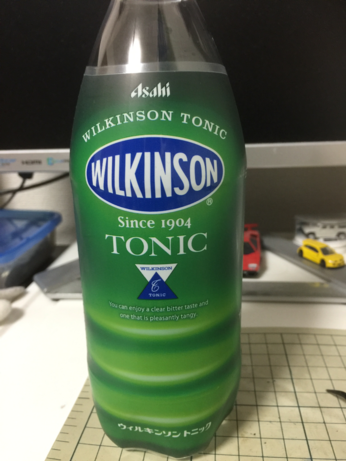 Asahi
WILKINSON TONIC
WILKINSON
®
Since 1904
TONIC
WILKINSON
TONIC
You can enjoy a clear bitter taste and
one that is pleasantly tangy.
ウィルキンソン トニック
HDMI